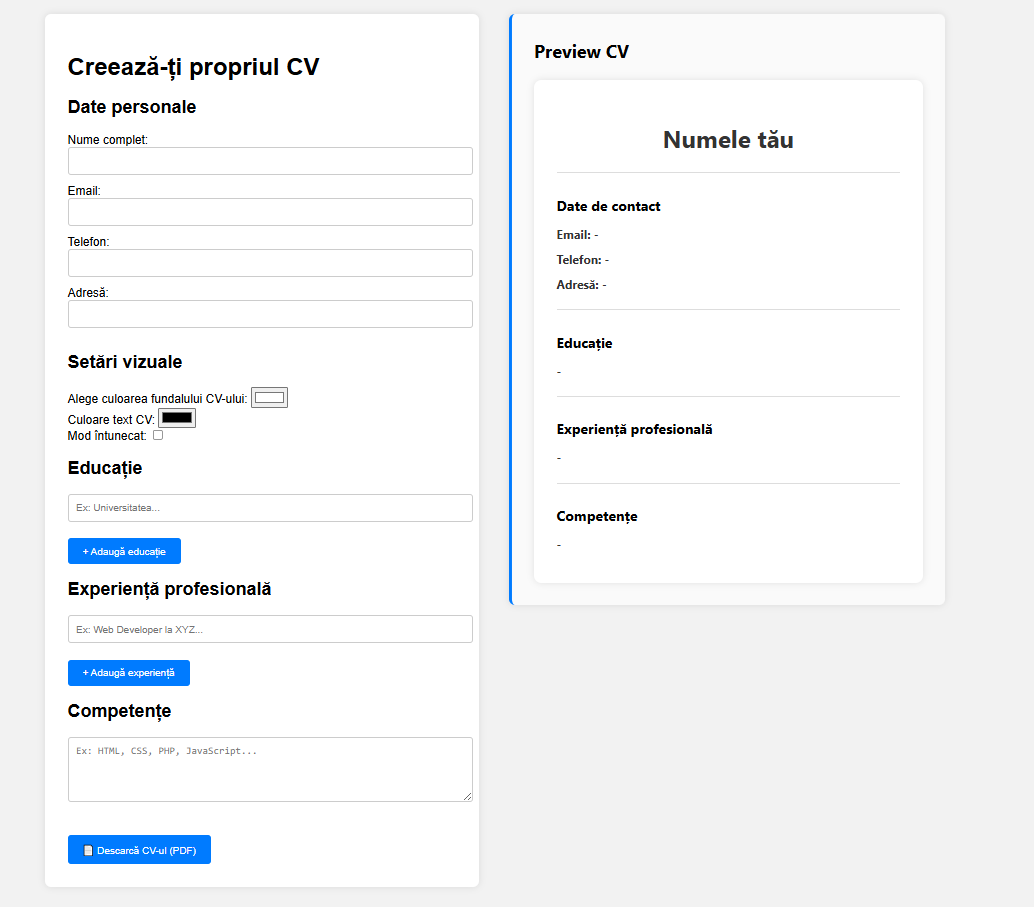 Creează-ți propriul CV
Date personale
Nume complet:
Email:
Telefon:
Adresă:
Setări vizuale
Alege culoarea fundalului CV-ului:
Culoare text CV:
Mod întunecat:
Educație
Ex: Universitatea...
+ Adaugă educație
Experiență profesională
Ex: Web Developer la XYZ...
+ Adaugă experiență
Competențe
Ex: HTML, CSS, PHP, JavaScript...
Descarcă CV-ul (PDF)
Preview CV
Numele tău
Date de contact
Email: -
Telefon: -
Adresă: -
Educație
-
Experiență profesională
-
Competențe
-